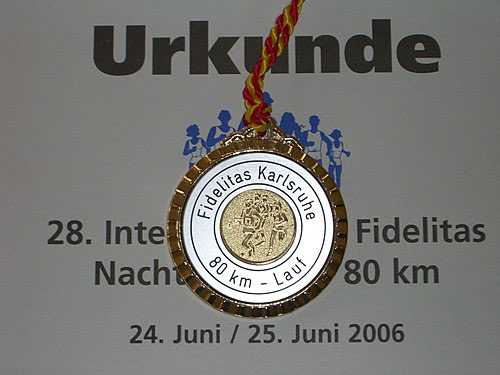 Urkunde
Fidelitas Karlsruhe
80 km - Lauf
28. Inte Fidelitas
Nacht 80 km
24. Juni / 25. Juni 2006